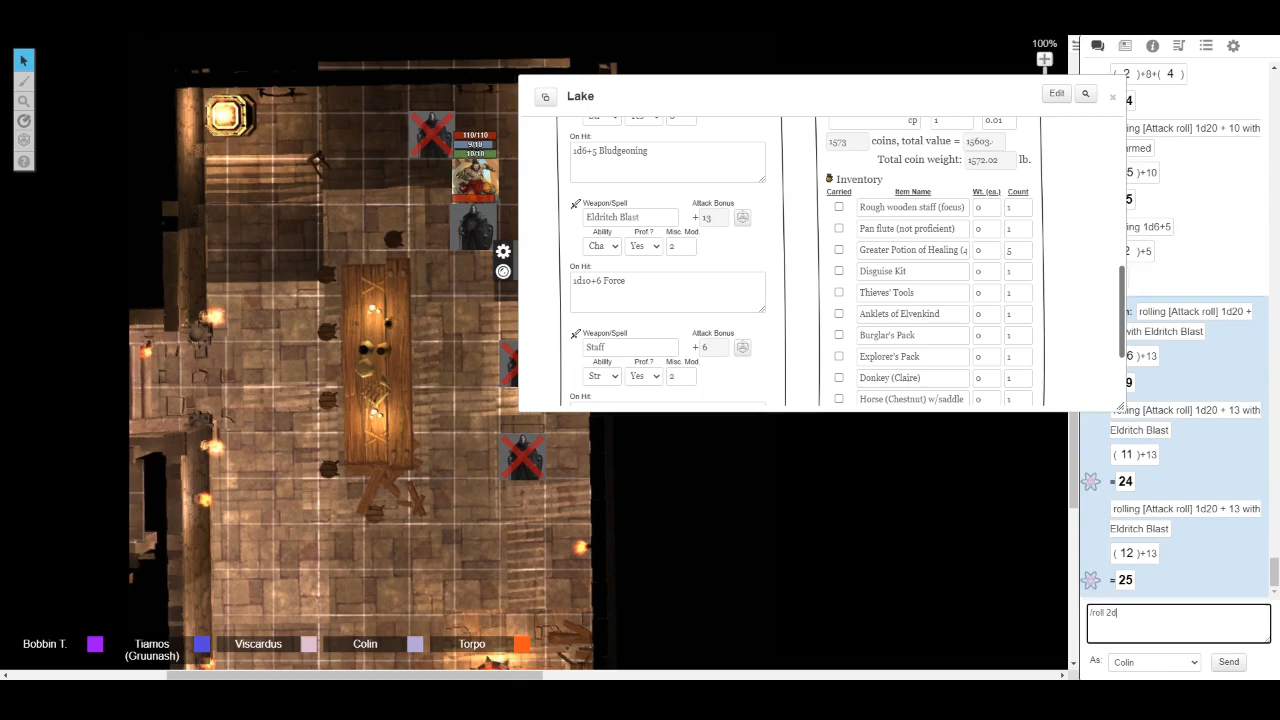 100%
110/110
9/10
10/10
Lake
Edit
On Hit:
1d6+5 Bludgeoning
Weapon/Spell
Attack Bonus
Eldritch Blast
+ 13
Ability
Prof.?
Misc. Mod
Cha
Yes
2
On Hit:
1d10+6 Force
Weapon/Spell
Attack Bonus
Staff
+ 6
Ability
Prof.?
Misc. Mod
Str
Yes
2
On Hit:
cp
1
0.01
1573
coins, total value =
15603.
Total coin weight:
1572.02
lb.
Inventory
Carried
Item Name
Wt. (ea.)
Count
Rough wooden staff (focus)
0
1
Pan flute (not proficient)
0
1
Greater Potion of Healing (4
0
5
Disguise Kit
0
1
Thieves' Tools
0
1
Anklets of Elvenkind
0
1
Burglar's Pack
0
1
Explorer's Pack
0
1
Donkey (Claire)
0
1
Horse (Chestnut) w/saddle
0
1
( 2 )+8+( 4 )
4
[Attack roll] 1d20 + 10 with
5 )+10
5
1d6+5
2 )+5
rolling [Attack roll] 1d20 +
with Eldritch Blast
6 )+13
9
rolling [Attack roll] 1d20 + 13 with
Eldritch Blast
( 11 )+13
= 24
rolling [Attack roll] 1d20 + 13 with
Eldritch Blast
( 12 )+13
= 25
/roll 2d
As:
Colin
Send
Bobbin T.
Tiamos
(Gruunash)
Viscardus
Colin
Torpo